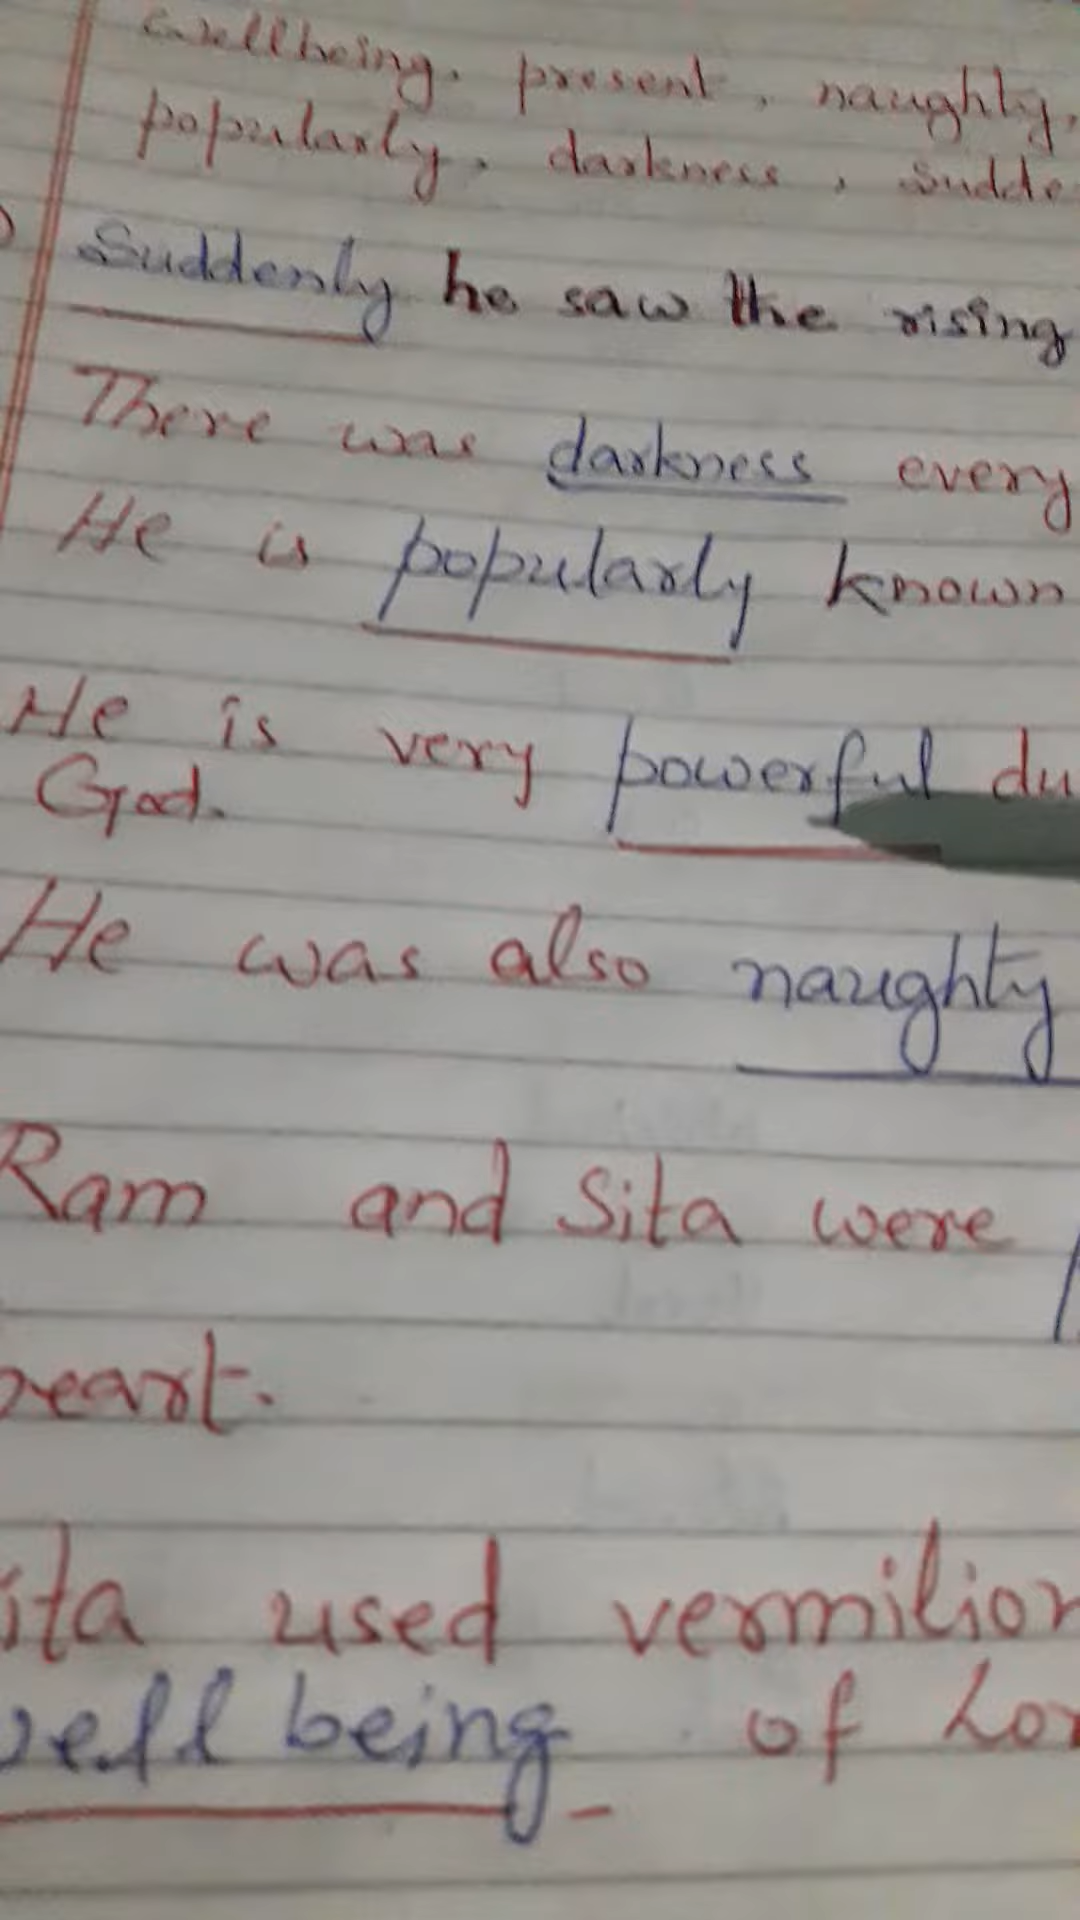 wellbeing, present, naughty,
popularly, darkness, sudde
Suddenly he saw the rising
There was darkness every
He is popularly known
He is very powerful du
God.
He was also naughty
Ram and Sita were
heart.
ita used vermilion
well being of Lor